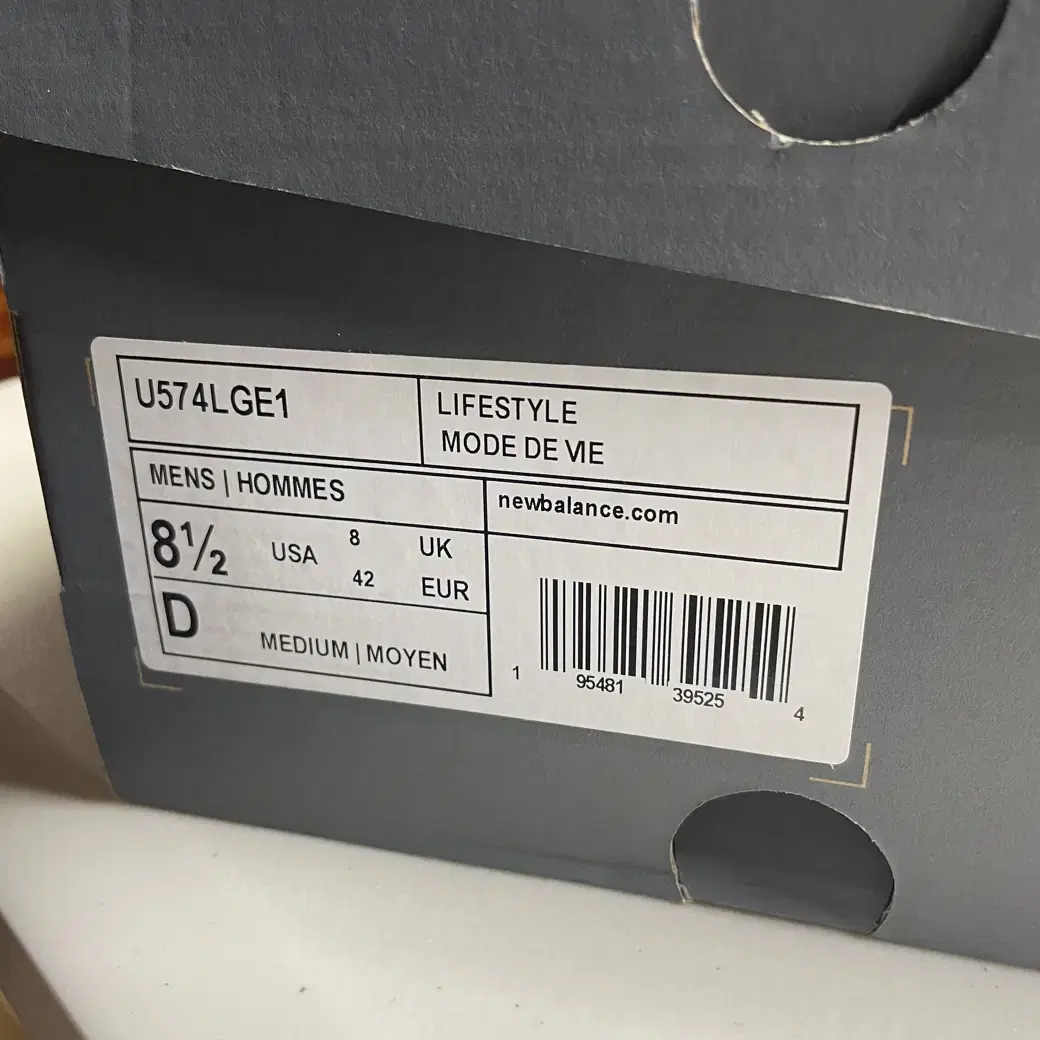 U574LGE1
LIFESTYLE
MODE DE VIE
MENS | HOMMES
newbalance.com
8½ USA 8 UK
42 EUR
D
MEDIUM | MOYEN
1 95481 39525 4